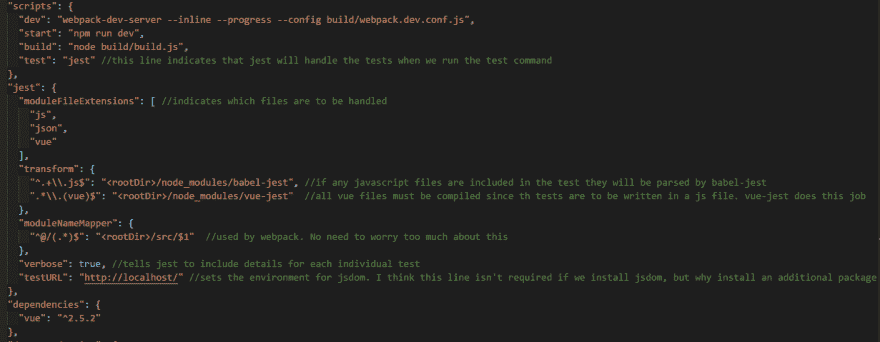 "scripts": {
"dev": "webpack-dev-server --inline --progress --config build/webpack.dev.conf.js",
"start": "npm run dev",
"build": "node build/build.js",
"test": "jest" //this line indicates that jest will handle the tests when we run the test command
},
"jest": {
"moduleFileExtensions": [ //indicates which files are to be handled
"js",
"json",
"vue"
],
"transform": {
"^.+\\.js$": "<rootDir>/node_modules/babel-jest", //if any javascript files are included in the test they will be parsed by babel-jest
".*\\.(vue)$": "<rootDir>/node_modules/vue-jest" //all vue files must be compiled since th tests are to be written in a js file. vue-jest does this job
},
"moduleNameMapper": {
"^@/(.*)$": "<rootDir>/src/$1" //used by webpack. No need to worry too much about this
},
"verbose": true, //tells jest to include details for each individual test
"testURL": "http://localhost/" //sets the environment for jsdom. I think this line isn't required if we install jsdom, but why install an additional package
},
"dependencies": {
"vue": "^2.5.2"
},